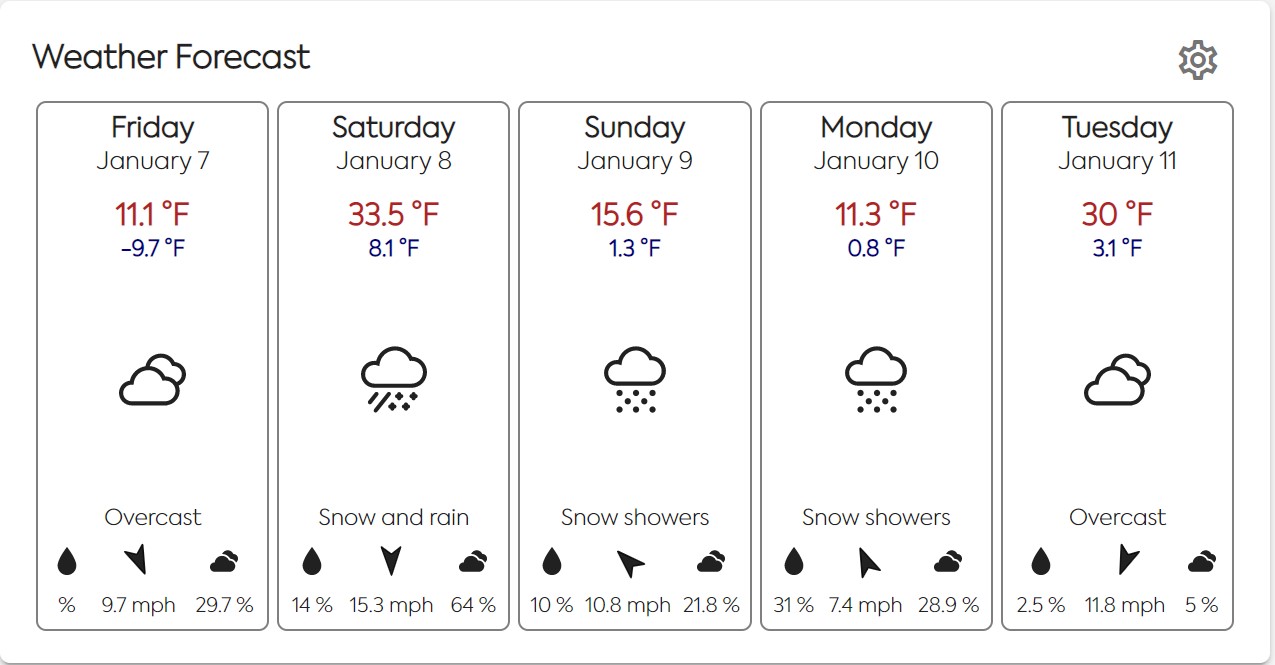 Weather Forecast
Friday
January 7
11.1 °F
-9.7 °F
Overcast
% 9.7 mph 29.7 %
Saturday
January 8
33.5 °F
8.1 °F
Snow and rain
14 % 15.3 mph 64 %
Sunday
January 9
15.6 °F
1.3 °F
Snow showers
10 % 10.8 mph 21.8 %
Monday
January 10
11.3 °F
0.8 °F
Snow showers
31 % 7.4 mph 28.9 %
Tuesday
January 11
30 °F
3.1 °F
Overcast
2.5 % 11.8 mph 5 %